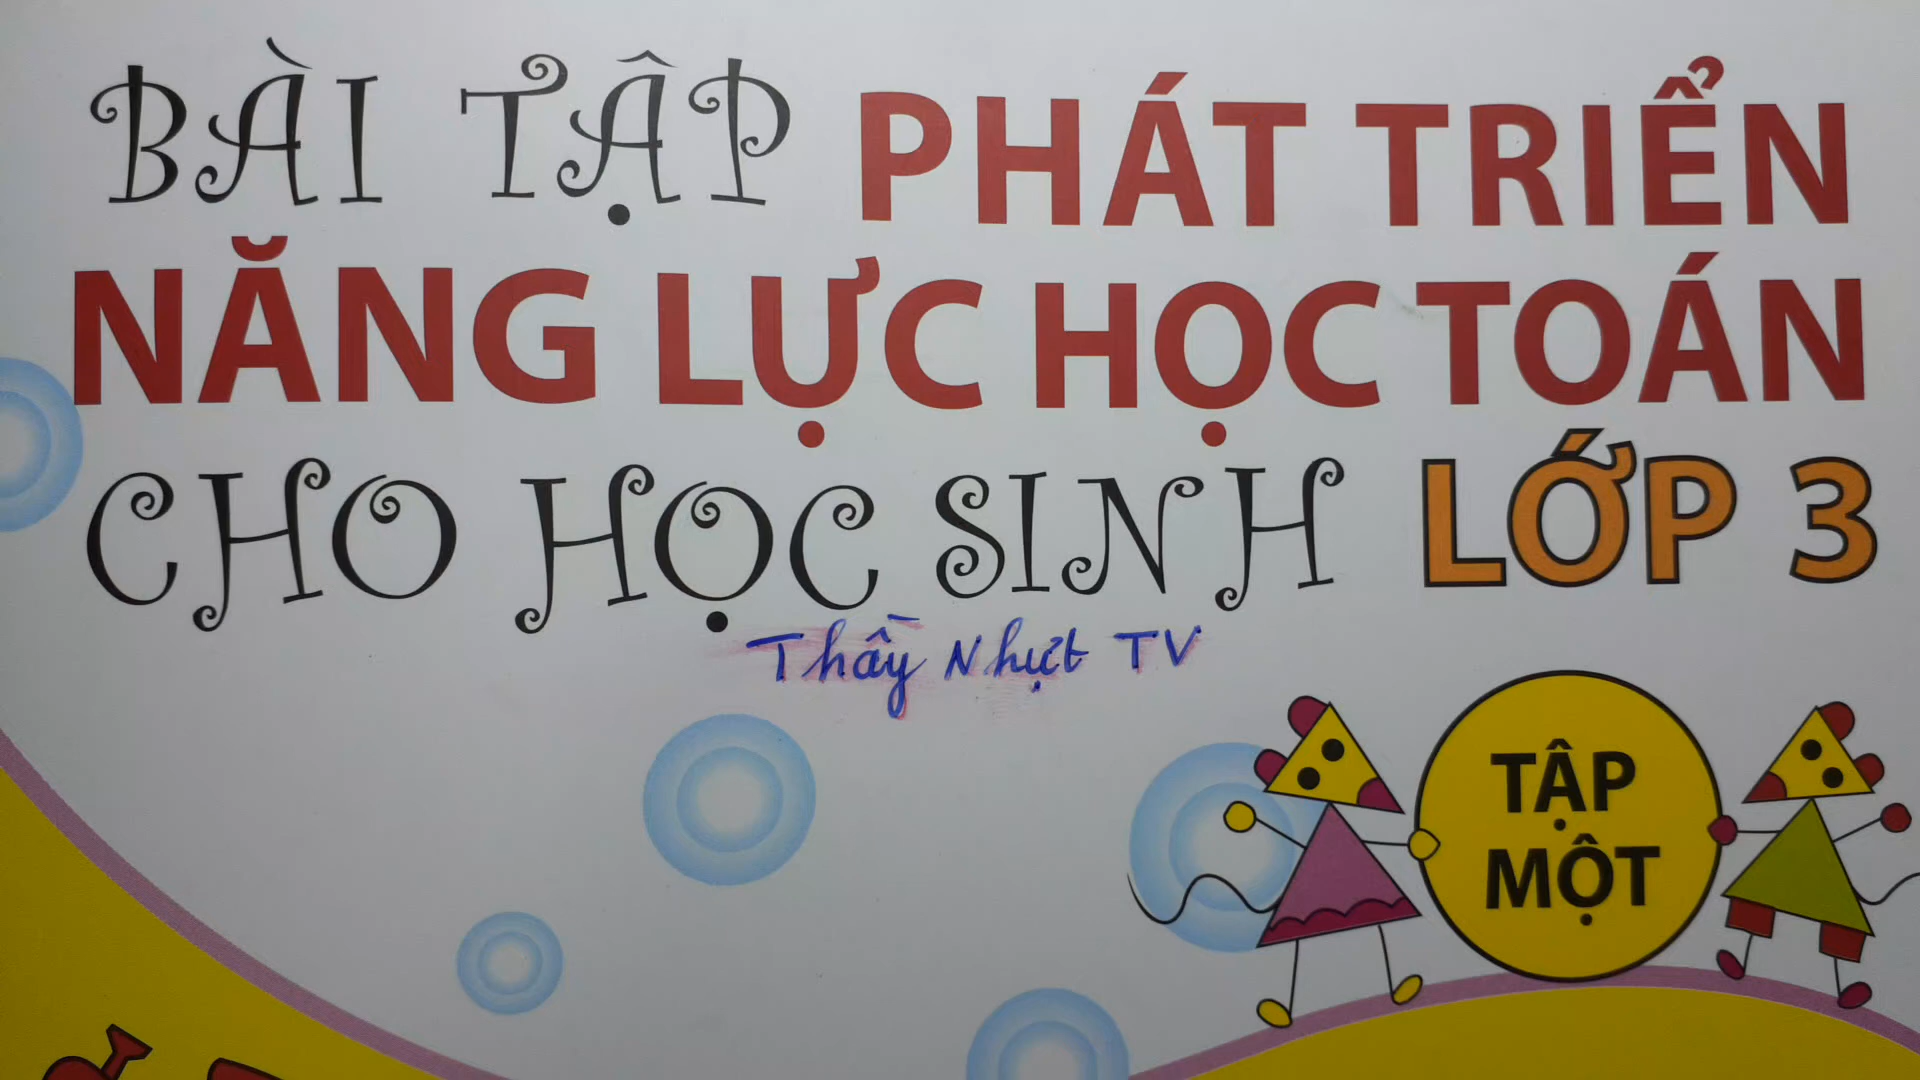 BÀI TẬP PHÁT TRIỂN
NĂNG LỰC HỌC TOÁN
CHO HỌC SINH LỚP 3
Thầy Nhựt TV
TẬP
MỘT